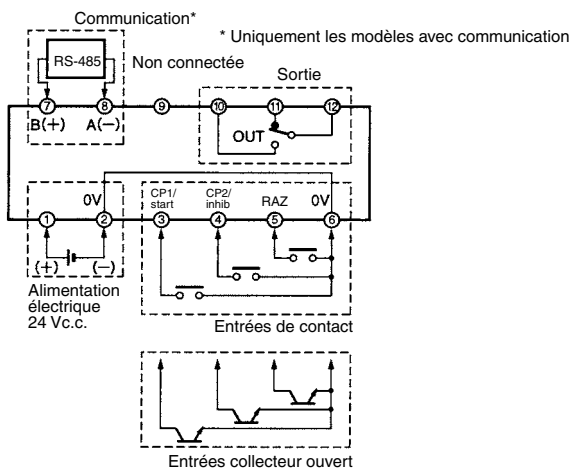 Communication*
* Uniquement les modèles avec communication
RS-485
Non connectée
Sortie
7 8 9 10 11 12
B(+) A(−)
OUT
0V
CP1/
start
CP2/
inhib
RAZ
0V
1 2 3 4 5 6
(+) (−)
Alimentation
électrique
24 Vc.c.
Entrées de contact
Entrées collecteur ouvert